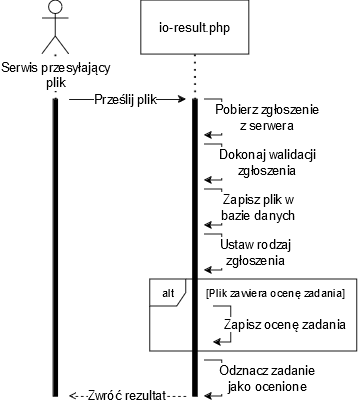 io-result.php
Serwis przesyłający
plik
Prześlij plik
Pobierz zgłoszenie
z serwera
Dokonaj walidacji
zgłoszenia
Zapisz plik w
bazie danych
Ustaw rodzaj
zgłoszenia
alt
[Plik zawiera ocenę zadania]
Zapisz ocenę zadania
Odznacz zadanie
jako ocenione
Zwróć rezultat